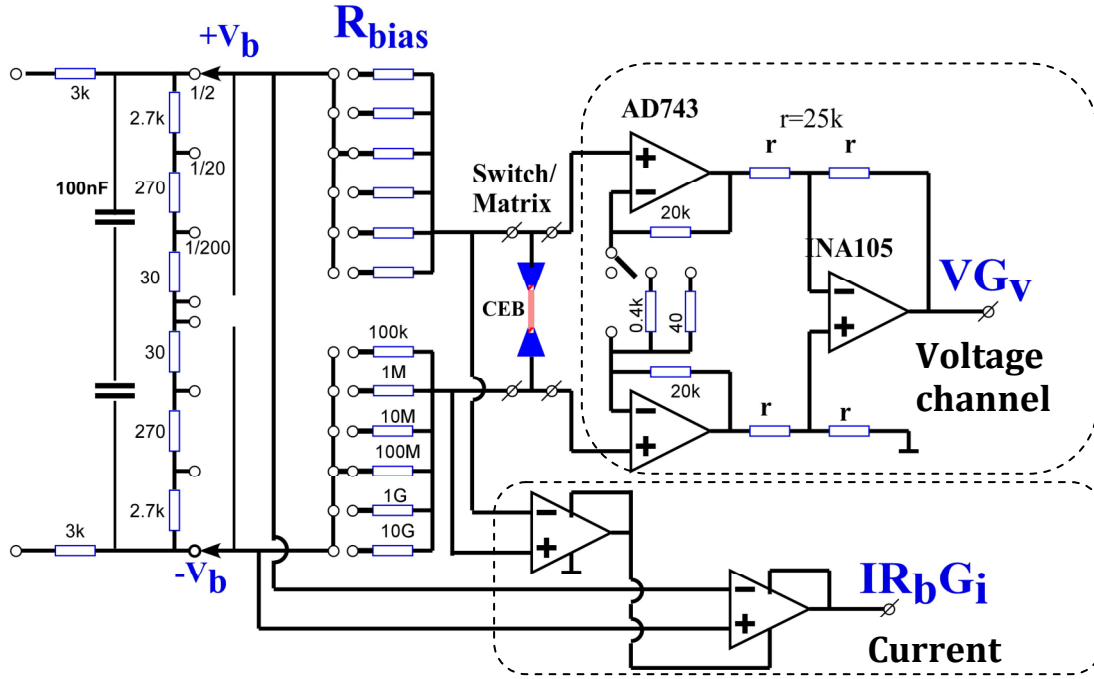 +Vb
Rbias
3k
1/2
2.7k
1/20
100nF
270
1/200
30
30
270
2.7k
3k
-Vb
100k
1M
10M
100M
1G
10G
Switch/
Matrix
CEB
AD743
+
−
20k
0.4k
40
20k
−
+
r=25k
r
r
INA105
−
+
r
r
VGv
Voltage
channel
−
+
−
+
IRbGi
Current